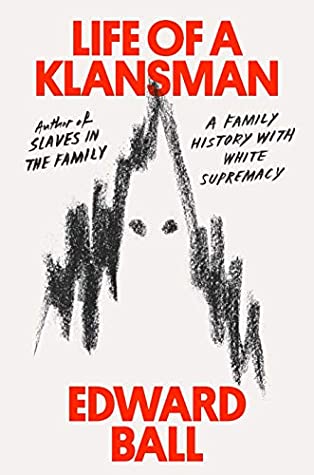 LIFE OF A
KLANSMAN
Author of
SLAVES IN
THE FAMILY
A FAMILY
HISTORY WITH
WHITE
SUPREMACY
EDWARD
BALL